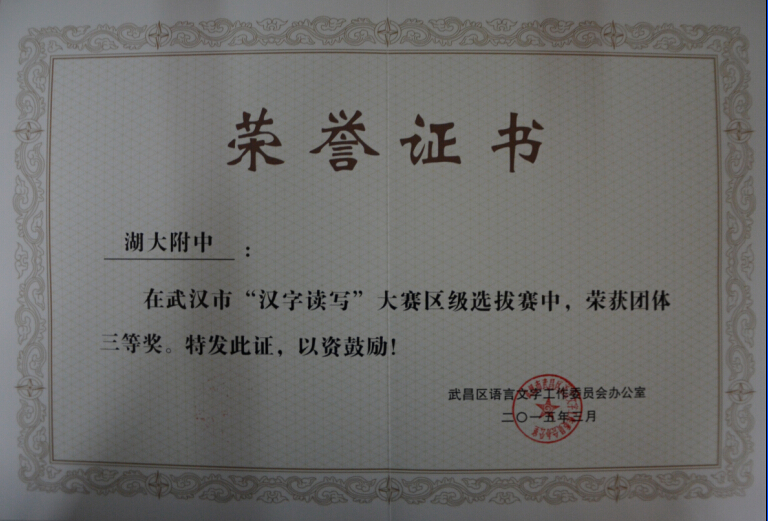 荣誉证书
湖大附中：
在武汉市“汉字读写”大赛区级选拔赛中，荣获团体
三等奖。特发此证，以资鼓励！
武昌区语言文字工作委员会办公室
二〇一五年三月